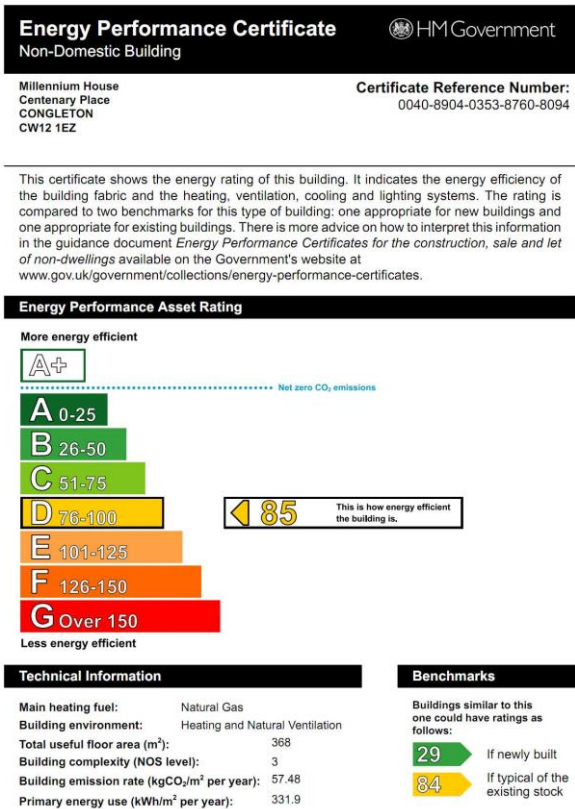 Energy Performance Certificate
Non-Domestic Building
HM Government
Millennium House
Centenary Place
CONGLETON
CW12 1EZ
Certificate Reference Number:
0040-8904-0353-8760-8094
This certificate shows the energy rating of this building. It indicates the energy efficiency of
the building fabric and the heating, ventilation, cooling and lighting systems. The rating is
compared to two benchmarks for this type of building: one appropriate for new buildings and
one appropriate for existing buildings. There is more advice on how to interpret this information
in the guidance document Energy Performance Certificates for the construction, sale and let
of non-dwellings available on the Government's website at
www.gov.uk/government/collections/energy-performance-certificates.
Energy Performance Asset Rating
More energy efficient
A+
Net zero CO₂ emissions
A 0-25
B 26-50
C 51-75
D 76-100
85
This is how energy efficient
the building is.
E 101-125
F 126-150
G Over 150
Less energy efficient
Technical Information
Main heating fuel: Natural Gas
Building environment: Heating and Natural Ventilation
Total useful floor area (m²): 368
Building complexity (NOS level): 3
Building emission rate (kgCO₂/m² per year): 57.48
Primary energy use (kWh/m² per year): 331.9
Benchmarks
Buildings similar to this
one could have ratings as
follows:
29 If newly built
84 If typical of the
existing stock